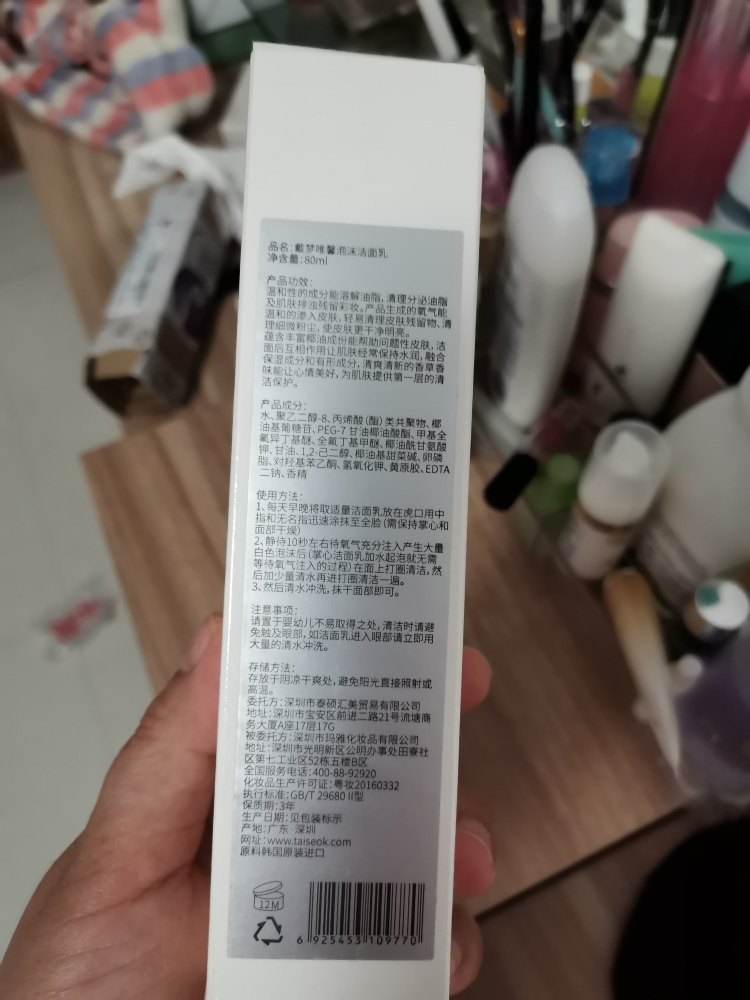 品名：戴梦唯馨泡沫洁面乳
净含量：80ml
产品功效：
温和性的成分能溶解油脂，清理分泌油脂
及肌肤排浊残留彩妆。产品生成的氧气能
温和的渗入皮肤，轻易清理皮肤残留物、清
理细微粉尘，使皮肤更干净明亮。
蕴含丰富椰油成份能帮助问题性皮肤，洁
面后互相作用让肌肤经常保持水润，融合
保湿成分和有形成分，清爽清新的香草香
味能让心情美好，为肌肤提供第一层的清
洁保护。
产品成分：
水、聚乙二醇-8、丙烯酸（酯）类共聚物、椰
油基葡糖苷、PEG-7 甘油椰油酸酯、甲基全
氟异丁基醚、全氟丁基甲醚、椰油酰甘氨酸
钾、甘油、1,2-己二醇、椰油基甜菜碱、卵磷
脂、对羟基苯乙酮、氢氧化钾、黄原胶、EDTA
二钠、香精
使用方法：
1、每天早晚将取适量洁面乳放在虎口用中
指和无名指迅速涂抹至全脸（需保持掌心和
面部干燥）
2、静待10秒左右待氧气充分注入产生大量
白色泡沫后（掌心洁面乳加水起泡就无需
等待氧气注入的过程）在面上打圈清洁，然
后加少量清水再进打圈清洁一遍。
3、然后清水冲洗，抹干面部即可。
注意事项：
请置于婴幼儿不易取得之处，清洁时请避
免触及眼部，如洁面乳进入眼部请立即用
大量的清水冲洗。
存储方法：
存放于阴凉干爽处，避免阳光直接照射或
高温。
委托方：深圳市泰硕汇美贸易有限公司
地址：深圳市宝安区前进二路21号流塘商
务大厦A座17层17G
被委托方：深圳市玛雅化妆品有限公司
地址：深圳市光明新区公明办事处田寮社
区第七工业区52栋五楼B区
全国服务电话：400-88-92920
化妆品生产许可证：粤妆20160332
执行标准：GB/T 29680 II型
保质期：3年
生产日期：见包装标示
产地：广东·深圳
网址：www.taiseok.com
原料韩国原装进口
12M
6 925453 109770